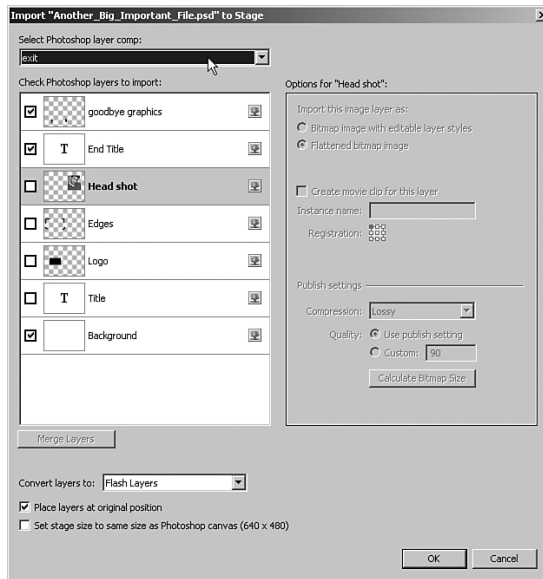 Import "Another_Big_Important_File.psd" to Stage
Select Photoshop layer comp:
exit
Check Photoshop layers to import:
goodbye graphics
T End Title
Head shot
Edges
Logo
T Title
Background
Merge Layers
Options for "Head shot":
Import this image layer as:
Bitmap image with editable layer styles
Flattened bitmap image
Create movie clip for this layer
Instance name:
Registration:
Publish settings
Compression: Lossy
Quality: Use publish setting
Custom: 90
Calculate Bitmap Size
Convert layers to: Flash Layers
Place layers at original position
Set stage size to same size as Photoshop canvas (640 x 480)
OK Cancel